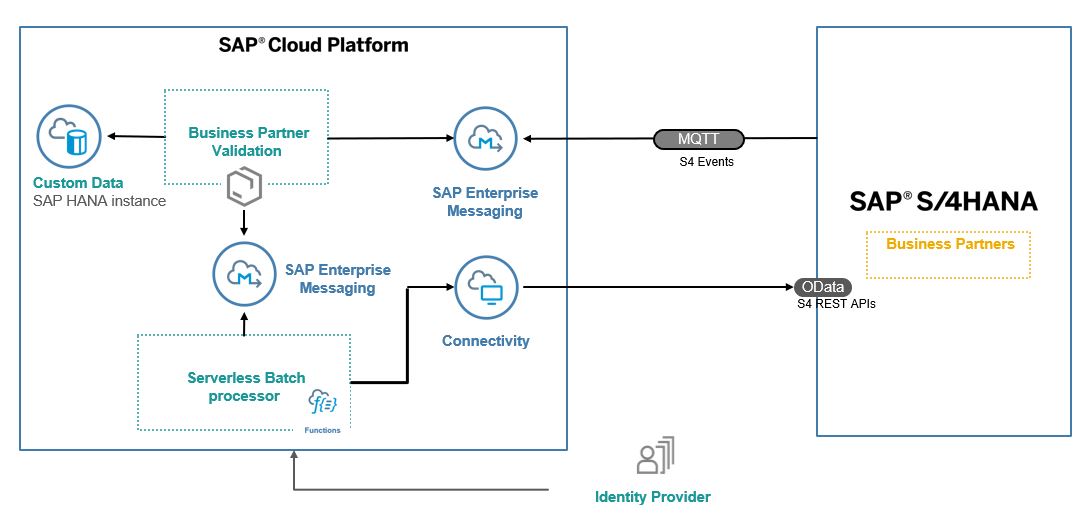 SAP® Cloud Platform
Business Partner
Validation
Custom Data
SAP HANA instance
M
SAP Enterprise
Messaging
MQTT
S4 Events
SAP® S/4HANA
Business Partners
M
SAP Enterprise
Messaging
Connectivity
OData
S4 REST APIs
Serverless Batch
processor
f{≡}
Functions
Identity Provider